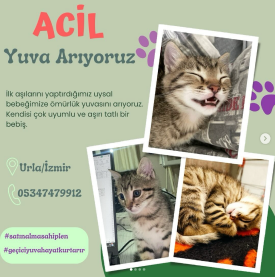 ACİL
Yuva Arıyoruz
İlk aşılarını yaptırdığımız uysal
bebeğimize ömürlük yuvasını arıyoruz.
Kendisi çok uyumlu ve aşırı tatlı bir
bebiş.
Urla/İzmir
05347479912
#satınalmasahiplen
#geçiciyuvahayatkurtarır